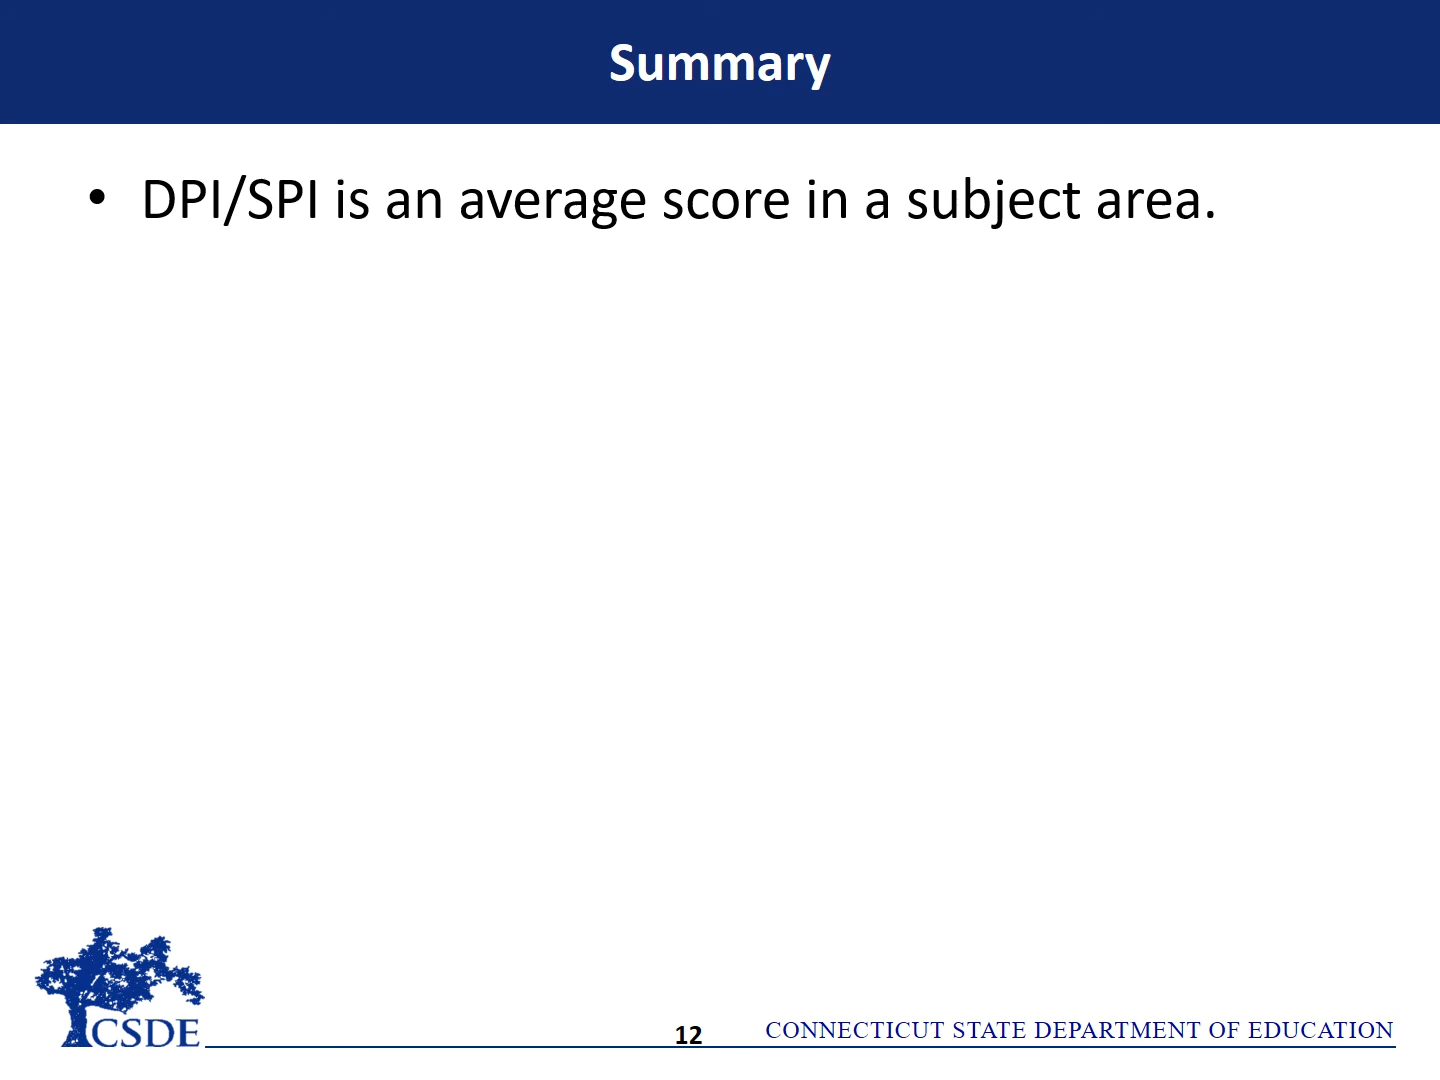 Summary
• DPI/SPI is an average score in a subject area.
CSDE
12
CONNECTICUT STATE DEPARTMENT OF EDUCATION